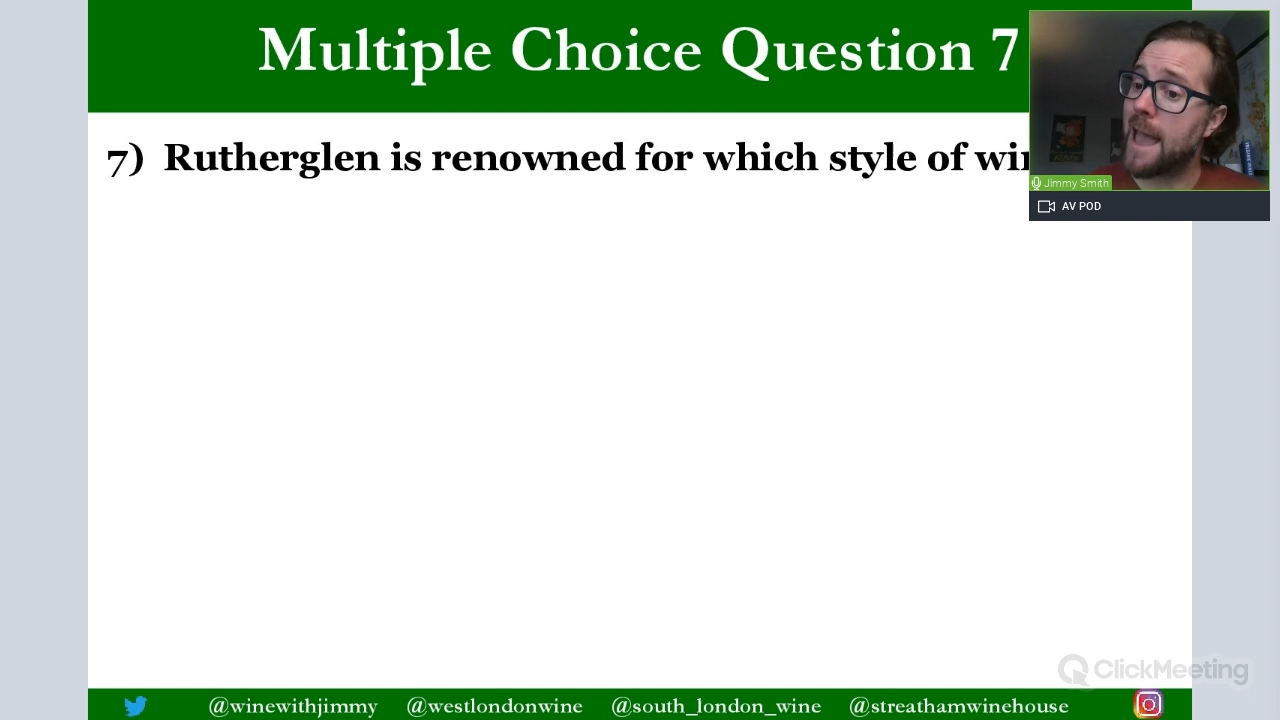 Multiple Choice Question 7
7) Rutherglen is renowned for which style of
Jimmy Smith
AV POD
ClickMeeting
@winewithjimmy @westlondonwine @south_london_wine @streathamwinehouse